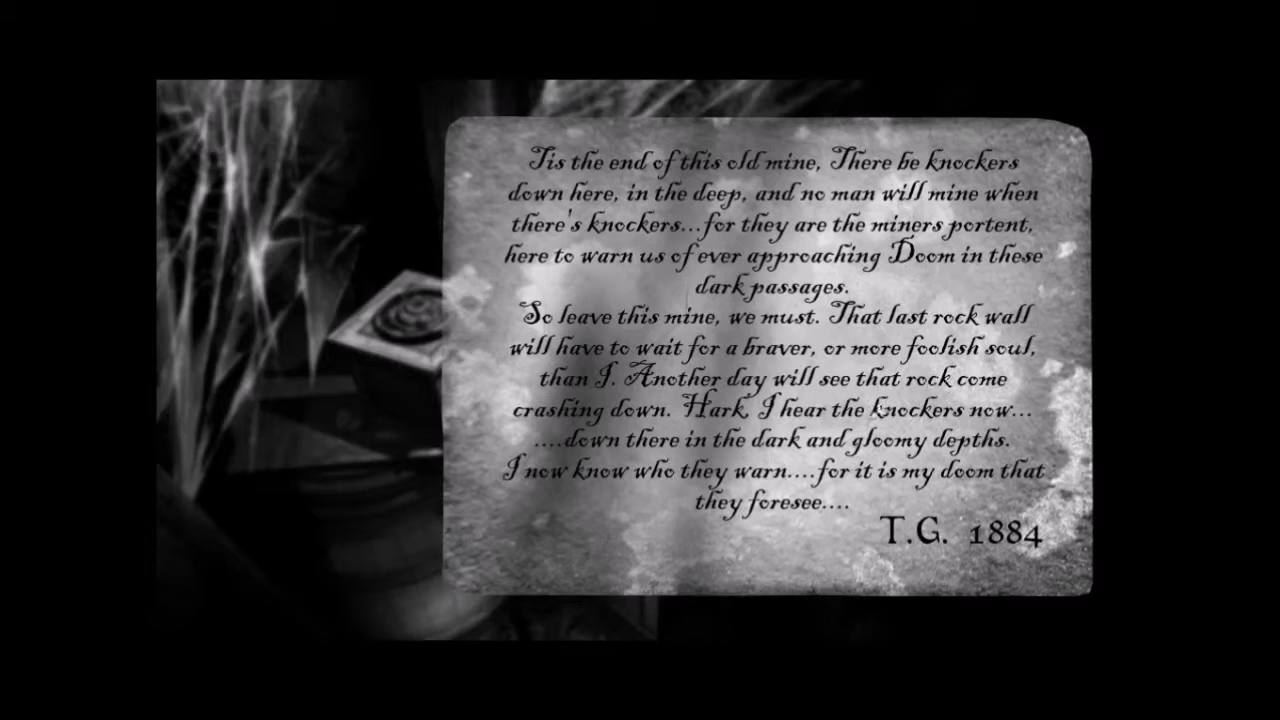 Tis the end of this old mine, There be knockers
down here, in the deep, and no man will mine when
there's knockers...for they are the miners portent,
here to warn us of ever approaching Doom in these
dark passages.
So leave this mine, we must. That last rock wall
will have to wait for a braver, or more foolish soul,
than I. Another day will see that rock come
crashing down. Hark, I hear the knockers now...
....down there in the dark and gloomy depths.
I now know who they warn....for it is my doom that
they foresee....
T.G. 1884